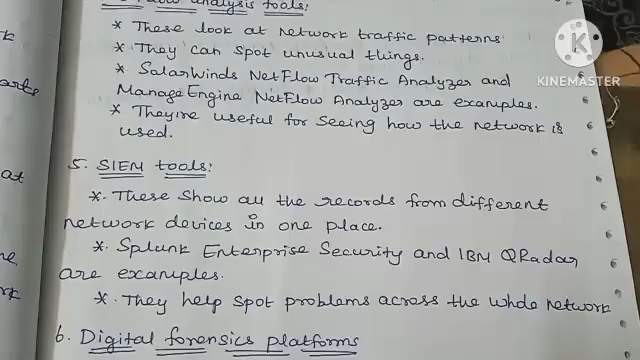 analysis tools:
* These look at network traffic patterns
* They can spot unusual things.
* SolarWinds NetFlow Traffic Analyzer and
ManageEngine NetFlow Analyzer are examples.
* They're useful for seeing how the network is
used.
5. SIEM tools:
* These show all the records from different
network devices in one place.
* Splunk Enterprise Security and IBM QRadar
are examples.
* They help spot problems across the whole network
6. Digital forensics platforms
K
KINEMASTER
at